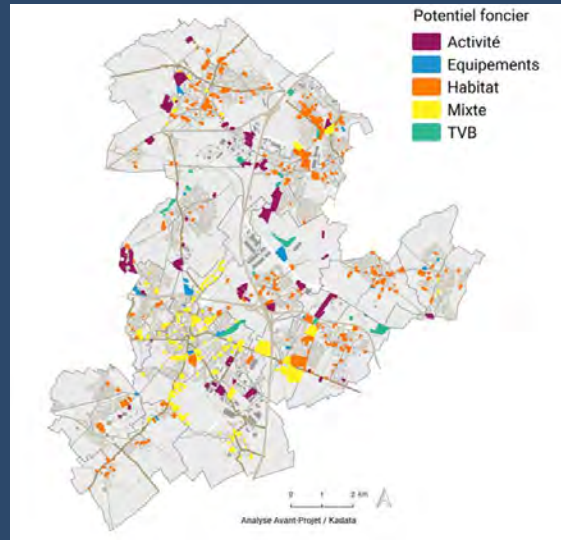 Potentiel foncier
Activité
Equipements
Habitat
Mixte
TVB
0 1 2 km
Analyse Avant-Projet / Kadata